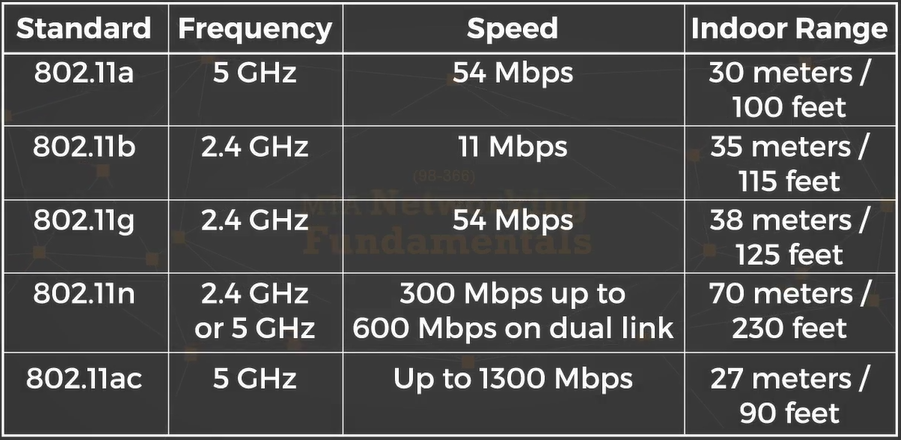 Standard Frequency Speed Indoor Range
802.11a 5 GHz 54 Mbps 30 meters /
100 feet
802.11b 2.4 GHz 11 Mbps 35 meters /
115 feet
(98-366)
MTA Networking
Fundamentals
802.11g 2.4 GHz 54 Mbps 38 meters /
125 feet
802.11n 2.4 GHz 300 Mbps up to 70 meters /
or 5 GHz 600 Mbps on dual link 230 feet
802.11ac 5 GHz Up to 1300 Mbps 27 meters /
90 feet